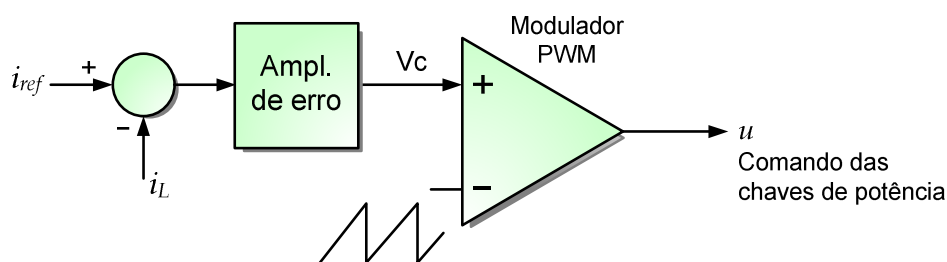 Modulador
PWM
i_ref
+
Ampl.
de erro
Vc
+
u
−
−
i_L
Comando das
chaves de potência